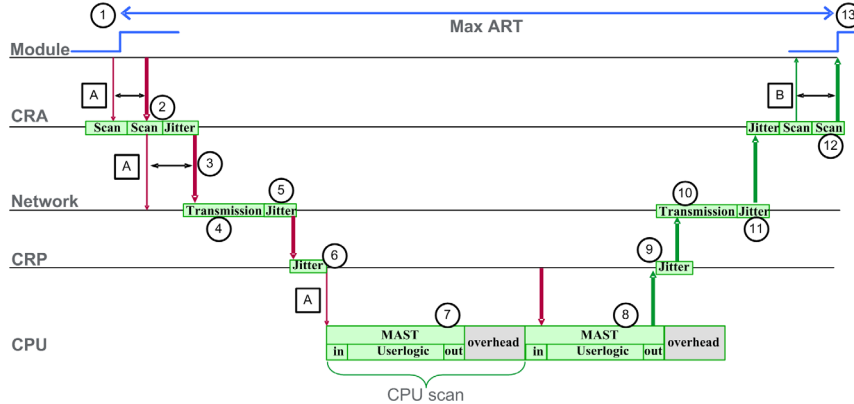 1
13
Max ART
Module
A
2
B
CRA
Scan
Scan
Jitter
Jitter
Scan
Scan
A
3
12
5
10
Network
Transmission
Jitter
Transmission
Jitter
4
11
6
9
CRP
Jitter
Jitter
A
7
8
MAST
MAST
CPU
in
Userlogic
out
overhead
in
Userlogic
out
overhead
CPU scan